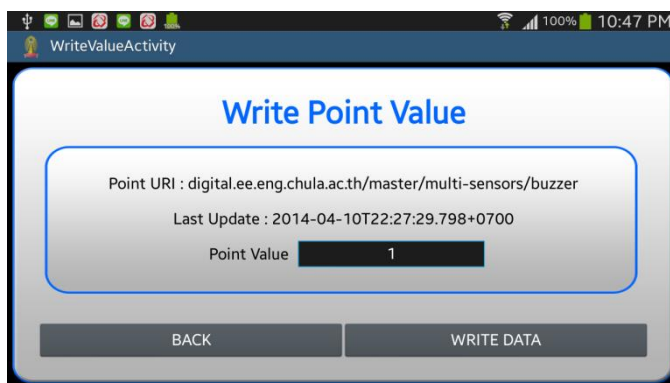 100% 10:47 PM
100%
WriteValueActivity
Write Point Value
Point URI : digital.ee.eng.chula.ac.th/master/multi-sensors/buzzer
Last Update : 2014-04-10T22:27:29.798+0700
Point Value 1
BACK WRITE DATA